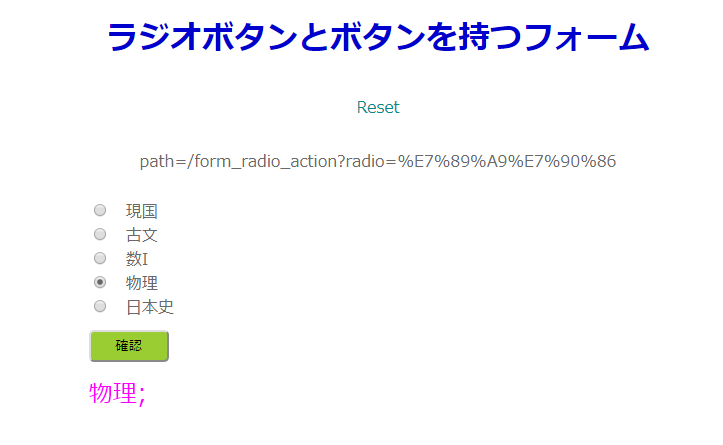 ラジオボタンとボタンを持つフォーム
Reset
path=/form_radio_action?radio=%E7%89%A9%E7%90%86
現国
古文
数I
物理
日本史
確認
物理;